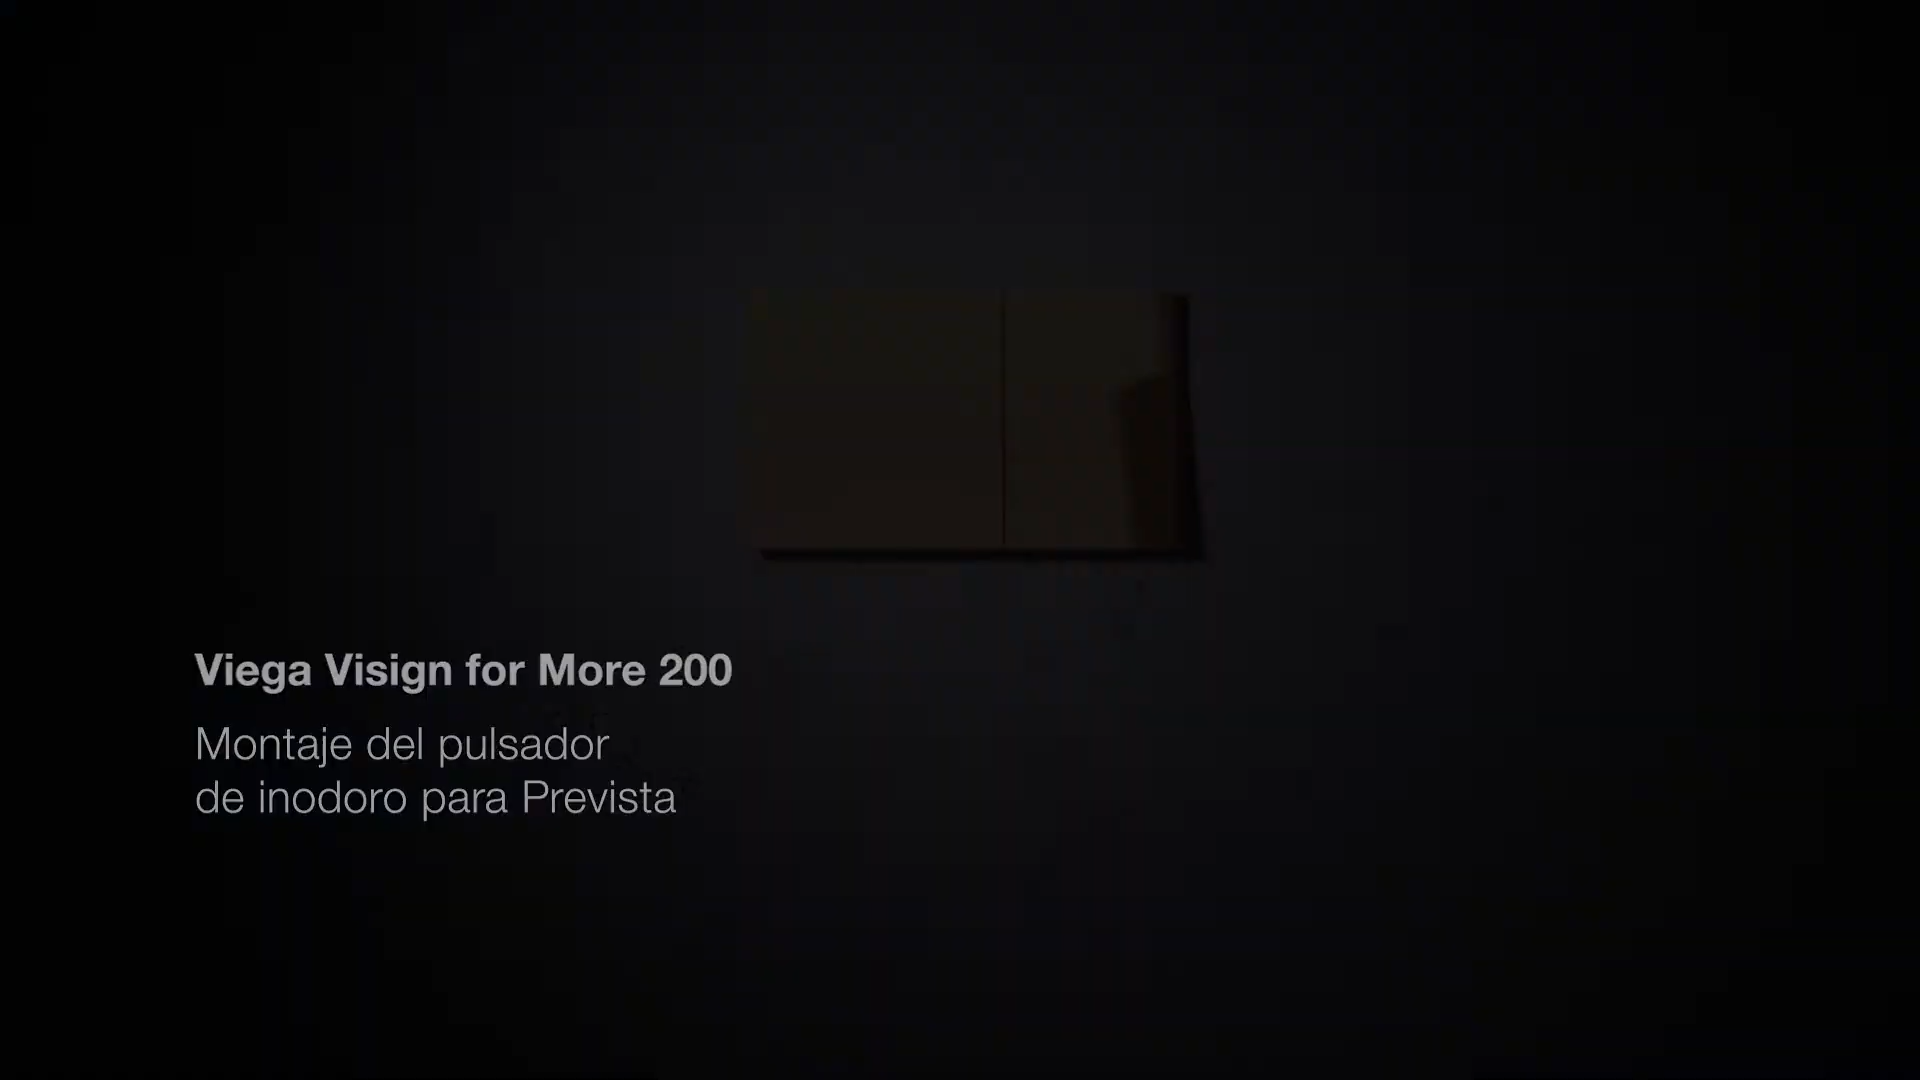 Viega Visign for More 200
Montaje del pulsador
de inodoro para Prevista